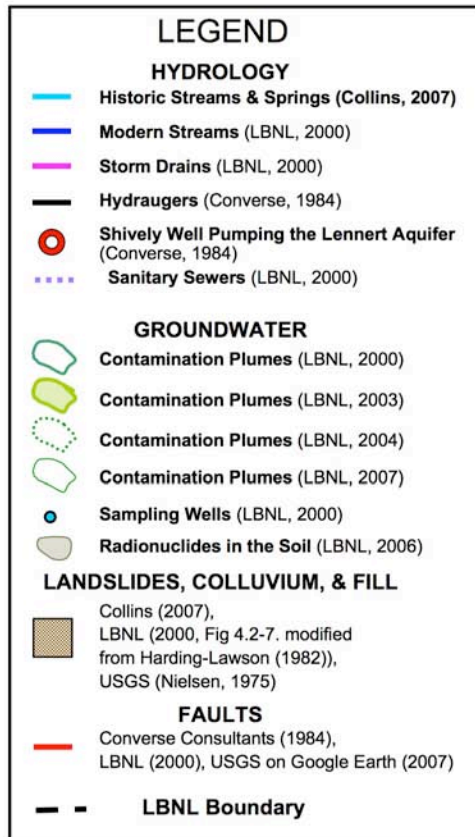 LEGEND
HYDROLOGY
Historic Streams & Springs (Collins, 2007)
Modern Streams (LBNL, 2000)
Storm Drains (LBNL, 2000)
Hydraugers (Converse, 1984)
Shively Well Pumping the Lennert Aquifer
(Converse, 1984)
Sanitary Sewers (LBNL, 2000)
GROUNDWATER
Contamination Plumes (LBNL, 2000)
Contamination Plumes (LBNL, 2003)
Contamination Plumes (LBNL, 2004)
Contamination Plumes (LBNL, 2007)
Sampling Wells (LBNL, 2000)
Radionuclides in the Soil (LBNL, 2006)
LANDSLIDES, COLLUVIUM, & FILL
Collins (2007),
LBNL (2000, Fig 4.2-7. modified
from Harding-Lawson (1982)),
USGS (Nielsen, 1975)
FAULTS
Converse Consultants (1984),
LBNL (2000), USGS on Google Earth (2007)
LBNL Boundary